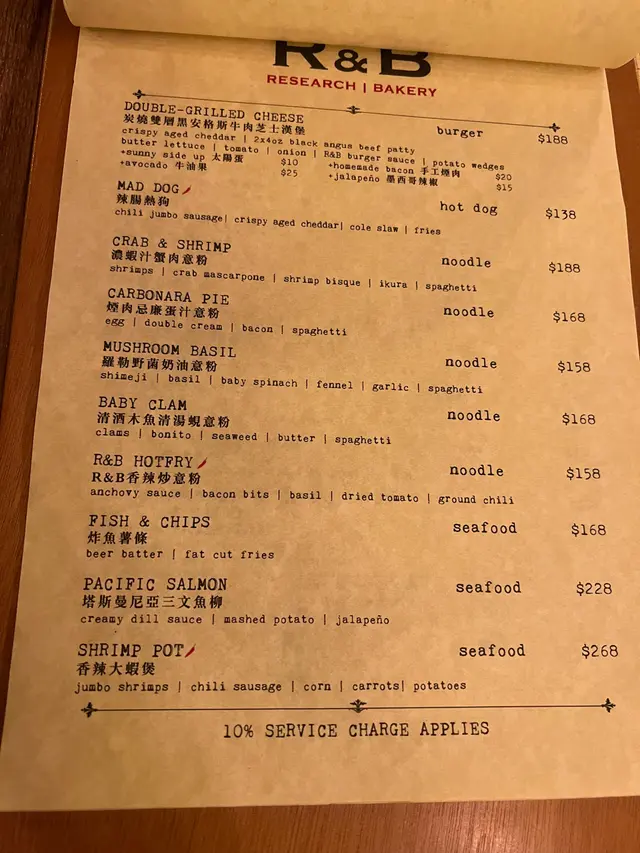 R&B
RESEARCH | BAKERY
DOUBLE-GRILLED CHEESE burger $188
炭燒雙層黑安格斯牛肉芝士漢堡
crispy aged cheddar | 2x4oz black angus beef patty
butter lettuce | tomato | onion | R&B burger sauce | potato wedges
+sunny side up 太陽蛋 $10 +homemade bacon 手工煙肉 $20
+avocado 牛油果 $25 +jalapeño 墨西哥辣椒 $15
MAD DOG hot dog $138
辣腸熱狗
chili jumbo sausage| crispy aged cheddar| cole slaw | fries
CRAB & SHRIMP noodle $188
濃蝦汁蟹肉意粉
shrimps | crab mascarpone | shrimp bisque | ikura | spaghetti
CARBONARA PIE noodle $168
煙肉忌廉蛋汁意粉
egg | double cream | bacon | spaghetti
MUSHROOM BASIL noodle $158
羅勒野菌奶油意粉
shimeji | basil | baby spinach | fennel | garlic | spaghetti
BABY CLAM noodle $168
清酒木魚清湯蜆意粉
clams | bonito | seaweed | butter | spaghetti
R&B HOTFRY noodle $158
R&B香辣炒意粉
anchovy sauce | bacon bits | basil | dried tomato | ground chili
FISH & CHIPS seafood $168
炸魚薯條
beer batter | fat cut fries
PACIFIC SALMON seafood $228
塔斯曼尼亞三文魚柳
creamy dill sauce | mashed potato | jalapeño
SHRIMP POT seafood $268
香辣大蝦煲
jumbo shrimps | chili sausage | corn | carrots| potatoes
10% SERVICE CHARGE APPLIES